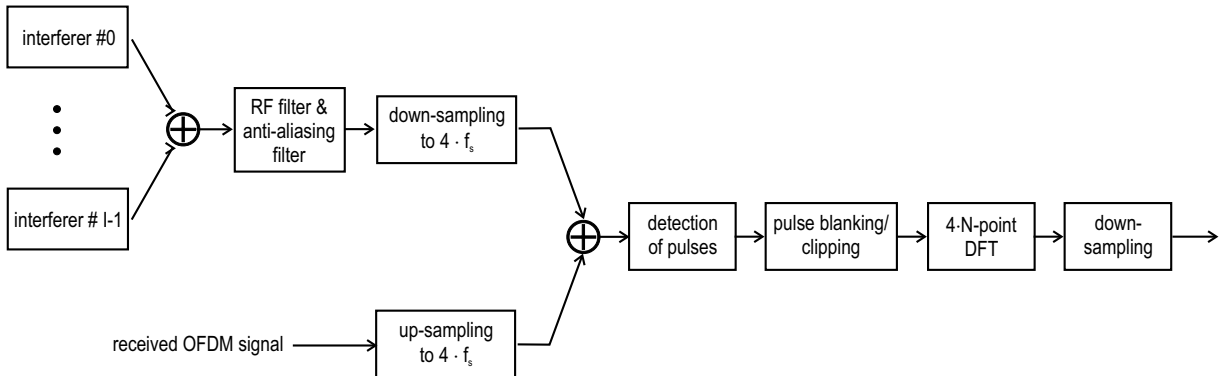 interferer #0
interferer # I-1
RF filter &
anti-aliasing
filter
down-sampling
to 4 · fs
received OFDM signal
up-sampling
to 4 · fs
detection
of pulses
pulse blanking/
clipping
4·N-point
DFT
down-
sampling